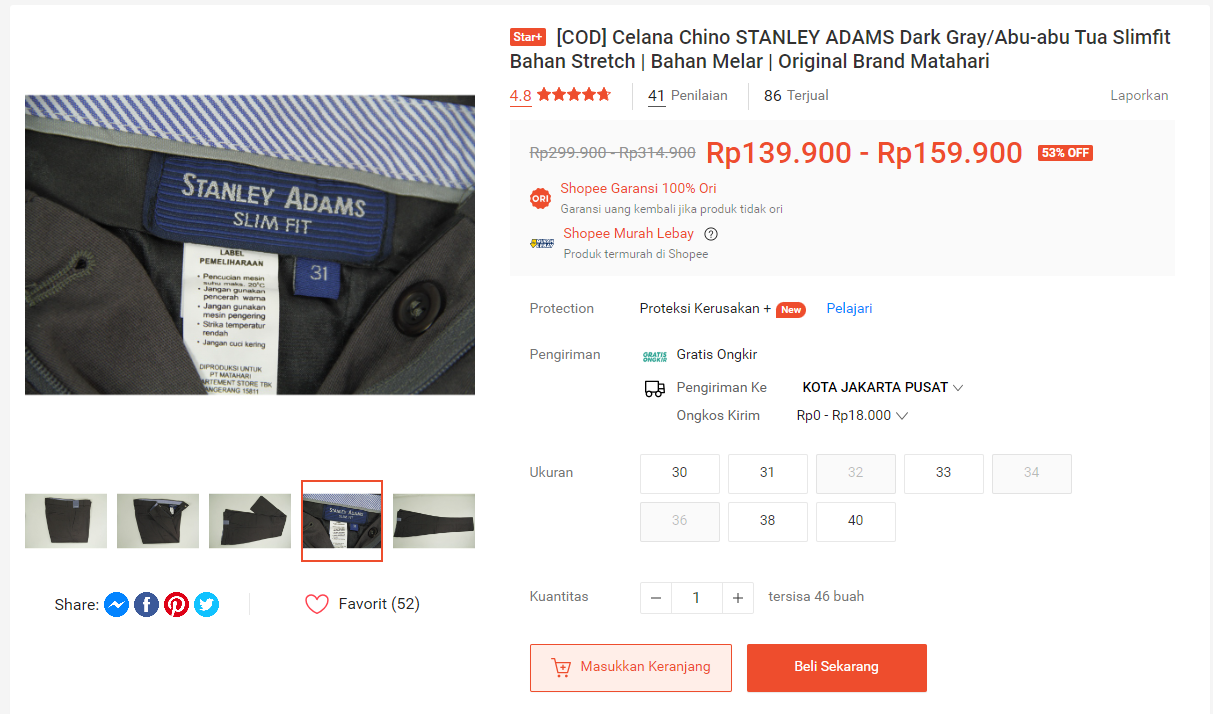 Star+ [COD] Celana Chino STANLEY ADAMS Dark Gray/Abu-abu Tua Slimfit
Bahan Stretch | Bahan Melar | Original Brand Matahari
4.8
41 Penilaian
86 Terjual
Laporkan
Rp299.900 - Rp314.900 Rp139.900 - Rp159.900 53% OFF
ORI
Shopee Garansi 100% Ori
Garansi uang kembali jika produk tidak ori
Shopee Murah Lebay ?
Produk termurah di Shopee
Protection
Proteksi Kerusakan + New Pelajari
Pengiriman
GRATIS ONGKIR Gratis Ongkir
Pengiriman Ke KOTA JAKARTA PUSAT
Ongkos Kirim Rp0 - Rp18.000
Ukuran
30 31 32 33 34
36 38 40
Kuantitas
− 1 + tersisa 46 buah
Masukkan Keranjang
Beli Sekarang
STANLEY ADAMS
SLIM FIT
31
LABEL
PEMELIHARAAN
• Pencucian mesin
suhu maks. 20°C
• Jangan gunakan
pencerah warna
• Jangan gunakan
mesin pengering
• Strika temperatur
rendah
• Jangan cuci kering
DIPRODUKSI UNTUK
PT MATAHARI
ARTEMENT STORE TBK
ANGERANG 15811
STANLEY ADAMS
SLIM FIT
Share:
Favorit (52)